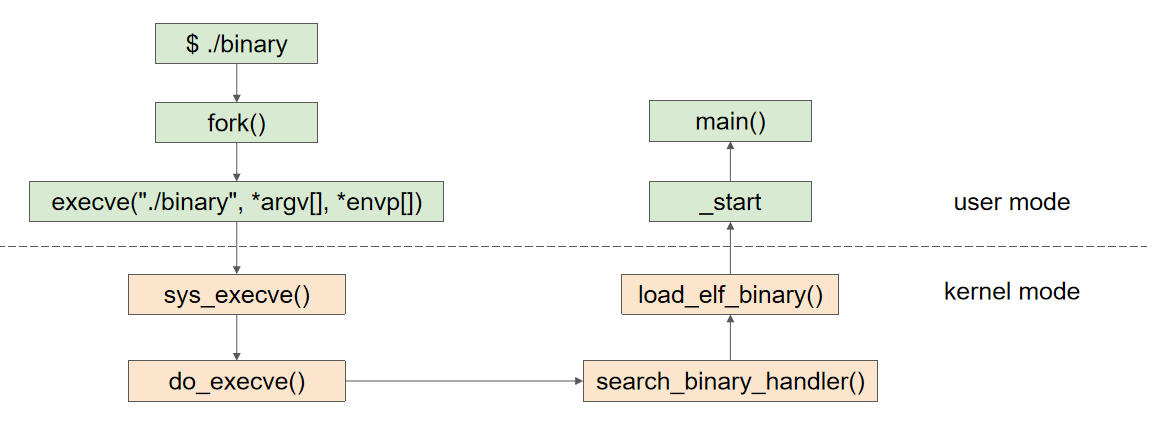 $ ./binary
fork()
execve("./binary", *argv[], *envp[])
sys_execve()
do_execve()
search_binary_handler()
load_elf_binary()
_start
main()
user mode
kernel mode